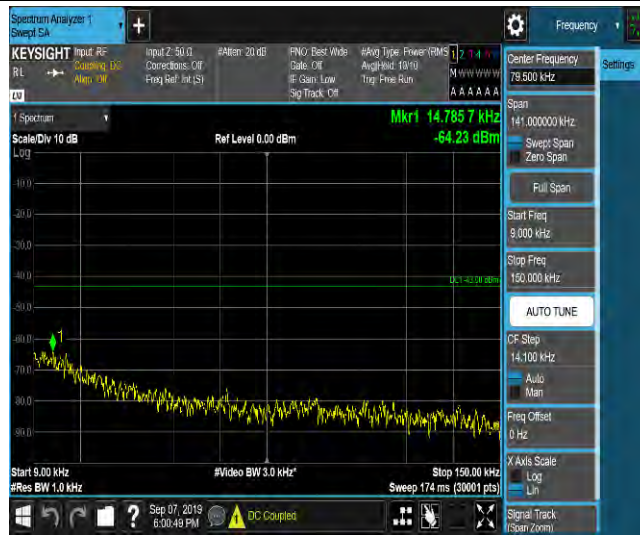 Spectrum Analyzer 1
Swept SA
+
Frequency
KEYSIGHT
RL
Input: RF
Coupling: DC
Align: Off
Input Z: 50 Ω
Corrections: Off
Freq Ref: Int (S)
#Atten: 20 dB
PNO: Best Wide
Gate: Off
IF Gain: Low
Sig Track: Off
#Avg Type: Power (RMS
Avg|Hold: 10/10
Trig: Free Run
M W W W W W
A A A A A A
LV
1 Spectrum
Scale/Div 10 dB
Log
Ref Level 0.00 dBm
Mkr1 14.785 7 kHz
-64.23 dBm
-10.0
-20.0
-30.0
-40.0
-50.0
-60.0
-70.0
-80.0
-90.0
DL1 -43.00 dBm
1
Start 9.00 kHz
#Res BW 1.0 kHz
#Video BW 3.0 kHz*
Stop 150.00 kHz
Sweep 174 ms (30001 pts)
?
Sep 07, 2019
6:00:49 PM
DC Coupled
Settings
Center Frequency
79.500 kHz
Span
141.000000 kHz
Swept Span
Zero Span
Full Span
Start Freq
9.000 kHz
Stop Freq
150.000 kHz
AUTO TUNE
CF Step
14.100 kHz
Auto
Man
Freq Offset
0 Hz
X Axis Scale
Log
Lin
Signal Track
(Span Zoom)